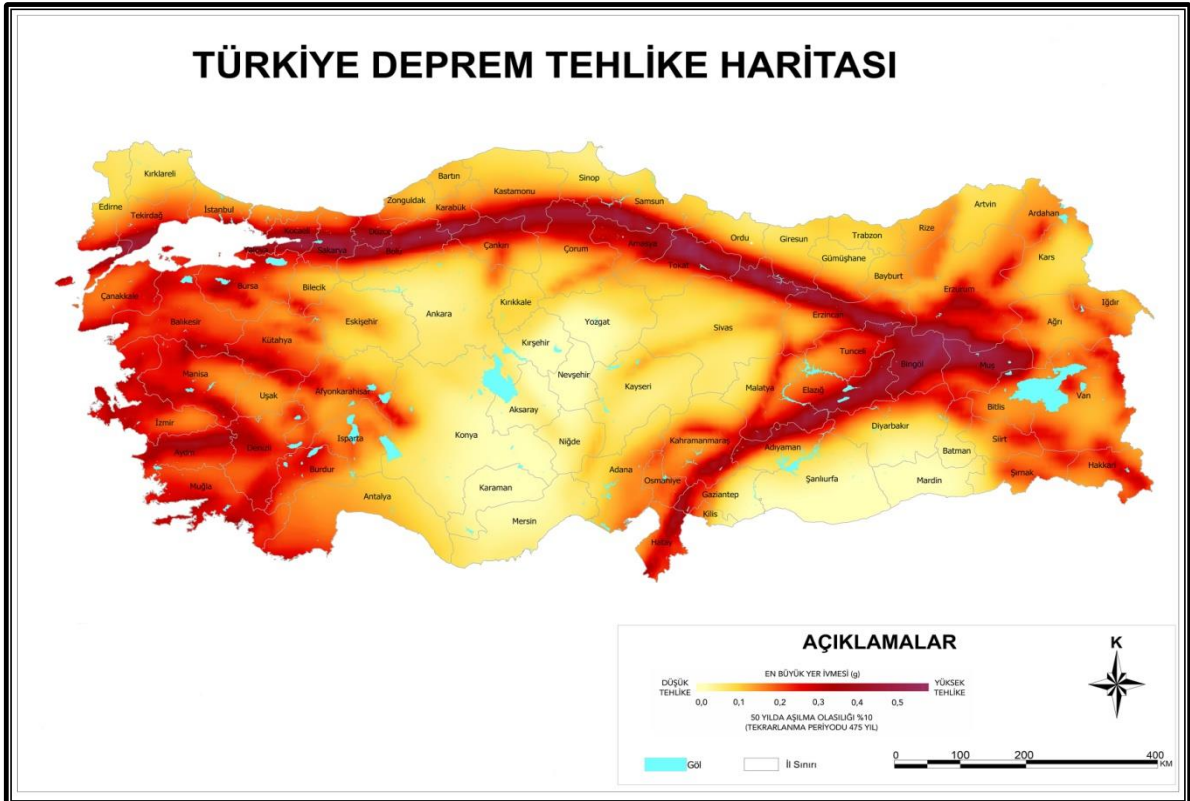 TÜRKİYE DEPREM TEHLİKE HARİTASI
Kırklareli
Edirne
Tekirdağ
İstanbul
Kocaeli
Yalova
Sakarya
Düzce
Bolu
Zonguldak
Bartın
Karabük
Kastamonu
Sinop
Samsun
Çankırı
Çorum
Amasya
Tokat
Ordu
Giresun
Trabzon
Gümüşhane
Bayburt
Rize
Artvin
Ardahan
Kars
Iğdır
Erzurum
Ağrı
Erzincan
Çanakkale
Bursa
Bilecik
Balıkesir
Kütahya
Eskişehir
Ankara
Kırıkkale
Yozgat
Kırşehir
Sivas
Tunceli
Bingöl
Muş
Van
Bitlis
Manisa
Uşak
Afyonkarahisar
İzmir
Aydın
Denizli
Isparta
Burdur
Muğla
Antalya
Konya
Aksaray
Nevşehir
Niğde
Kayseri
Karaman
Mersin
Adana
Osmaniye
Kahramanmaraş
Malatya
Elazığ
Adıyaman
Gaziantep
Kilis
Hatay
Şanlıurfa
Diyarbakır
Batman
Mardin
Siirt
Şırnak
Hakkari
AÇIKLAMALAR
EN BÜYÜK YER İVMESİ (g)
DÜŞÜK TEHLİKE
YÜKSEK TEHLİKE
0,0 0,1 0,2 0,3 0,4 0,5
50 YILDA AŞILMA OLASILIĞI %10
(TEKRARLANMA PERİYODU 475 YIL)
Göl
İl Sınırı
K
0 100 200 400
KM